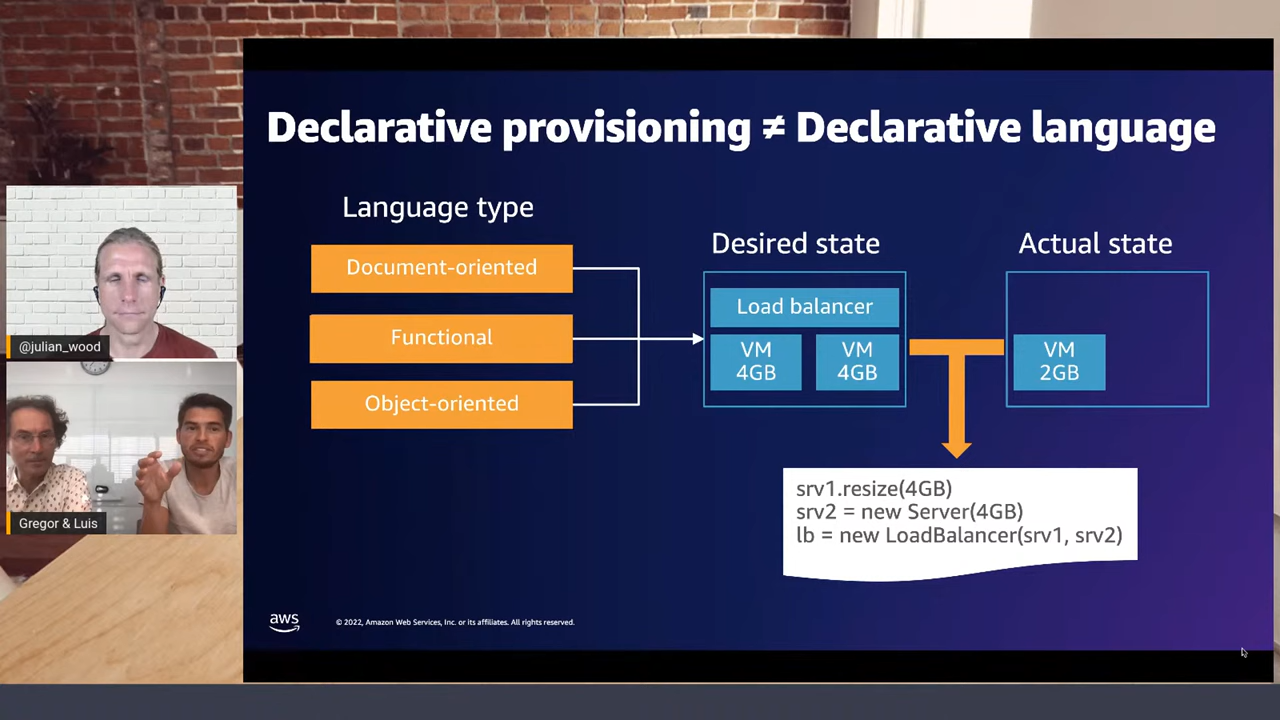 Declarative provisioning ≠ Declarative language
Language type
Document-oriented
Functional
Object-oriented
Desired state
Load balancer
VM
4GB
VM
4GB
Actual state
VM
2GB
srv1.resize(4GB)
srv2 = new Server(4GB)
lb = new LoadBalancer(srv1, srv2)
@julian_wood
Gregor & Luis
aws
© 2022, Amazon Web Services, Inc. or its affiliates. All rights reserved.